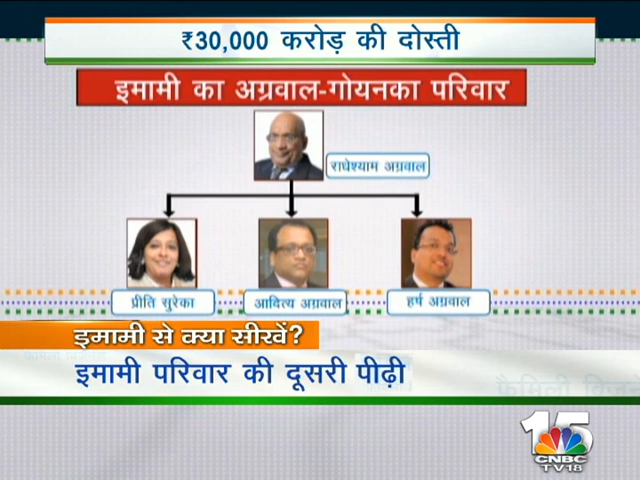 ₹30,000 करोड़ की दोस्ती
इमामी का अग्रवाल-गोयनका परिवार
राधेश्याम अग्रवाल
प्रीति सुरेका
आदित्य अग्रवाल
हर्ष अग्रवाल
इमामी से क्या सीखें?
इमामी परिवार की दूसरी पीढ़ी
फैमिली बिजनेस
15
CNBC
TV18